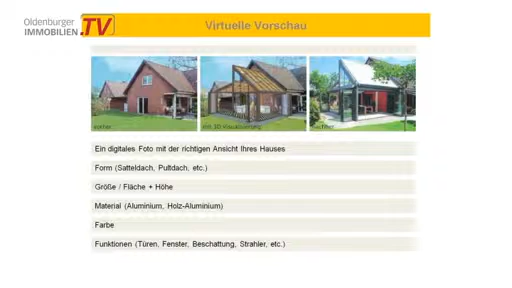 Oldenburger
IMMOBILIEN.TV
Virtuelle Vorschau
vorher
mit 3D Visualisierung
nachher
Ein digitales Foto mit der richtigen Ansicht Ihres Hauses
Form (Satteldach, Pultdach, etc.)
Größe / Fläche + Höhe
Material (Aluminium, Holz-Aluminium)
Farbe
Funktionen (Türen, Fenster, Beschattung, Strahler, etc.)